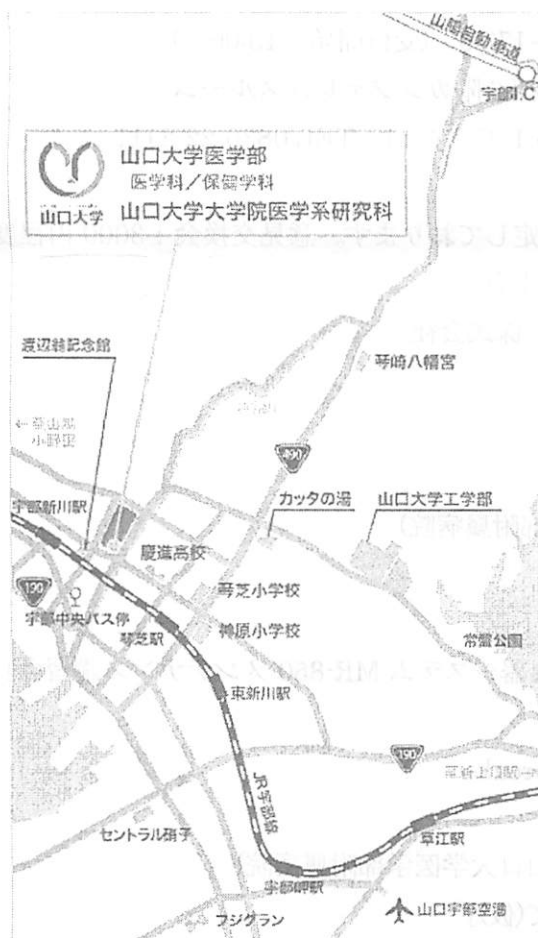 山陽自動車道
宇部I.C
山口大学医学部
医学科／保健学科
山口大学
山口大学大学院医学系研究科
渡辺翁記念館
琴崎八幡宮
490
カッタの湯
山口大学工学部
宇部新川駅
慶進高校
190
琴芝小学校
宇部中央バス停
神原小学校
琴芝駅
常盤公園
東新川駅
190
JR宇部線
セントラル硝子
草江駅
宇部岬駅
山口宇部空港
フジグラン